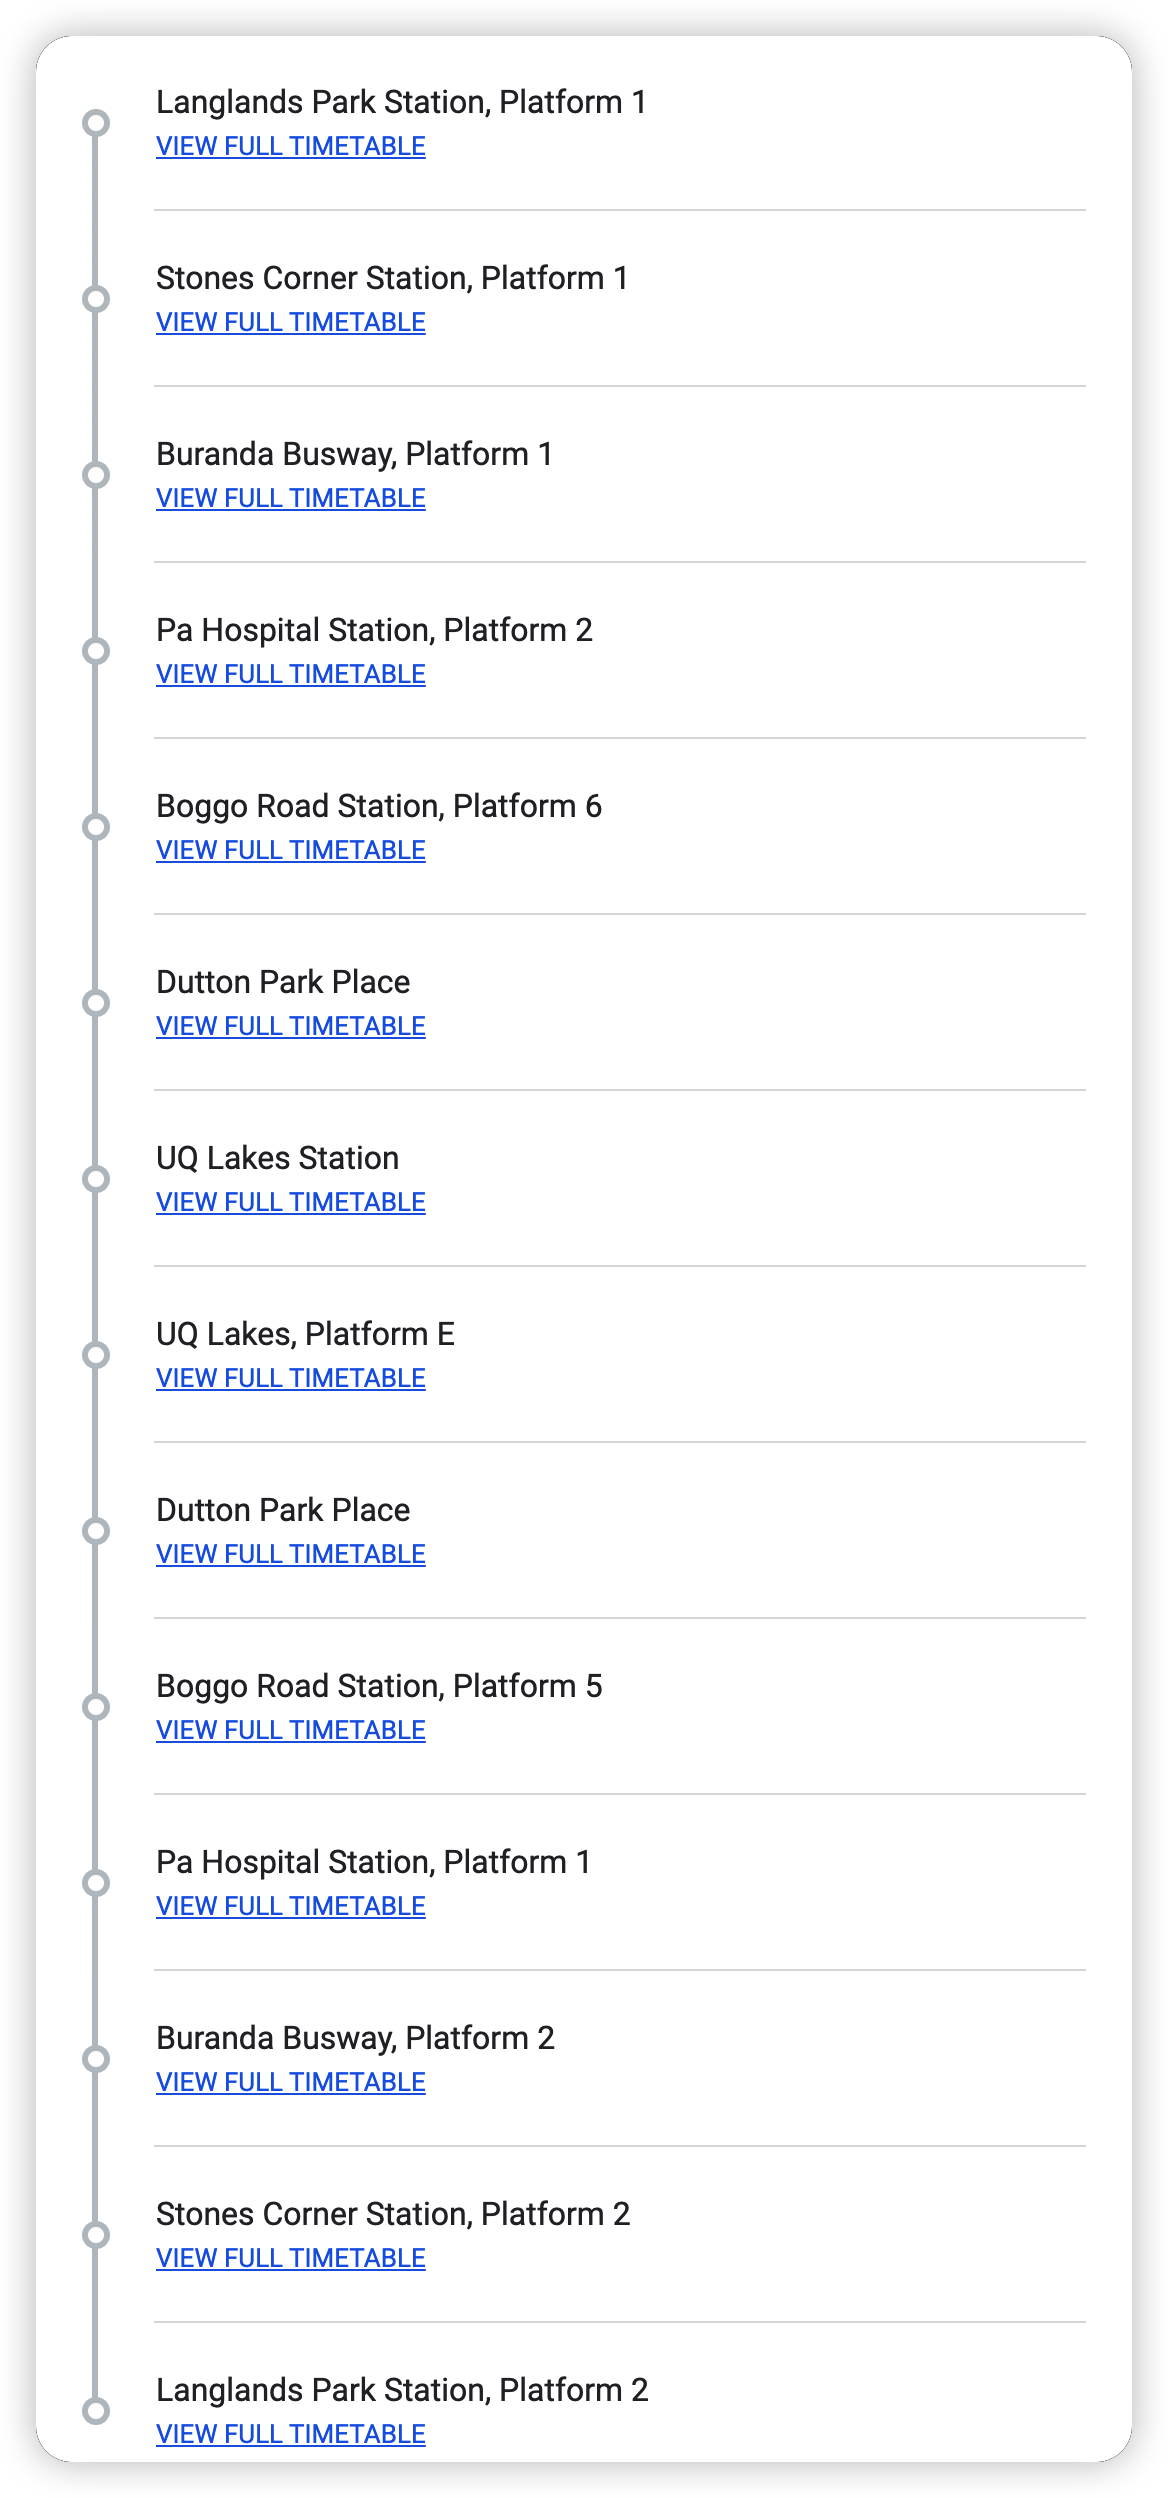 Langlands Park Station, Platform 1
VIEW FULL TIMETABLE
Stones Corner Station, Platform 1
VIEW FULL TIMETABLE
Buranda Busway, Platform 1
VIEW FULL TIMETABLE
Pa Hospital Station, Platform 2
VIEW FULL TIMETABLE
Boggo Road Station, Platform 6
VIEW FULL TIMETABLE
Dutton Park Place
VIEW FULL TIMETABLE
UQ Lakes Station
VIEW FULL TIMETABLE
UQ Lakes, Platform E
VIEW FULL TIMETABLE
Dutton Park Place
VIEW FULL TIMETABLE
Boggo Road Station, Platform 5
VIEW FULL TIMETABLE
Pa Hospital Station, Platform 1
VIEW FULL TIMETABLE
Buranda Busway, Platform 2
VIEW FULL TIMETABLE
Stones Corner Station, Platform 2
VIEW FULL TIMETABLE
Langlands Park Station, Platform 2
VIEW FULL TIMETABLE